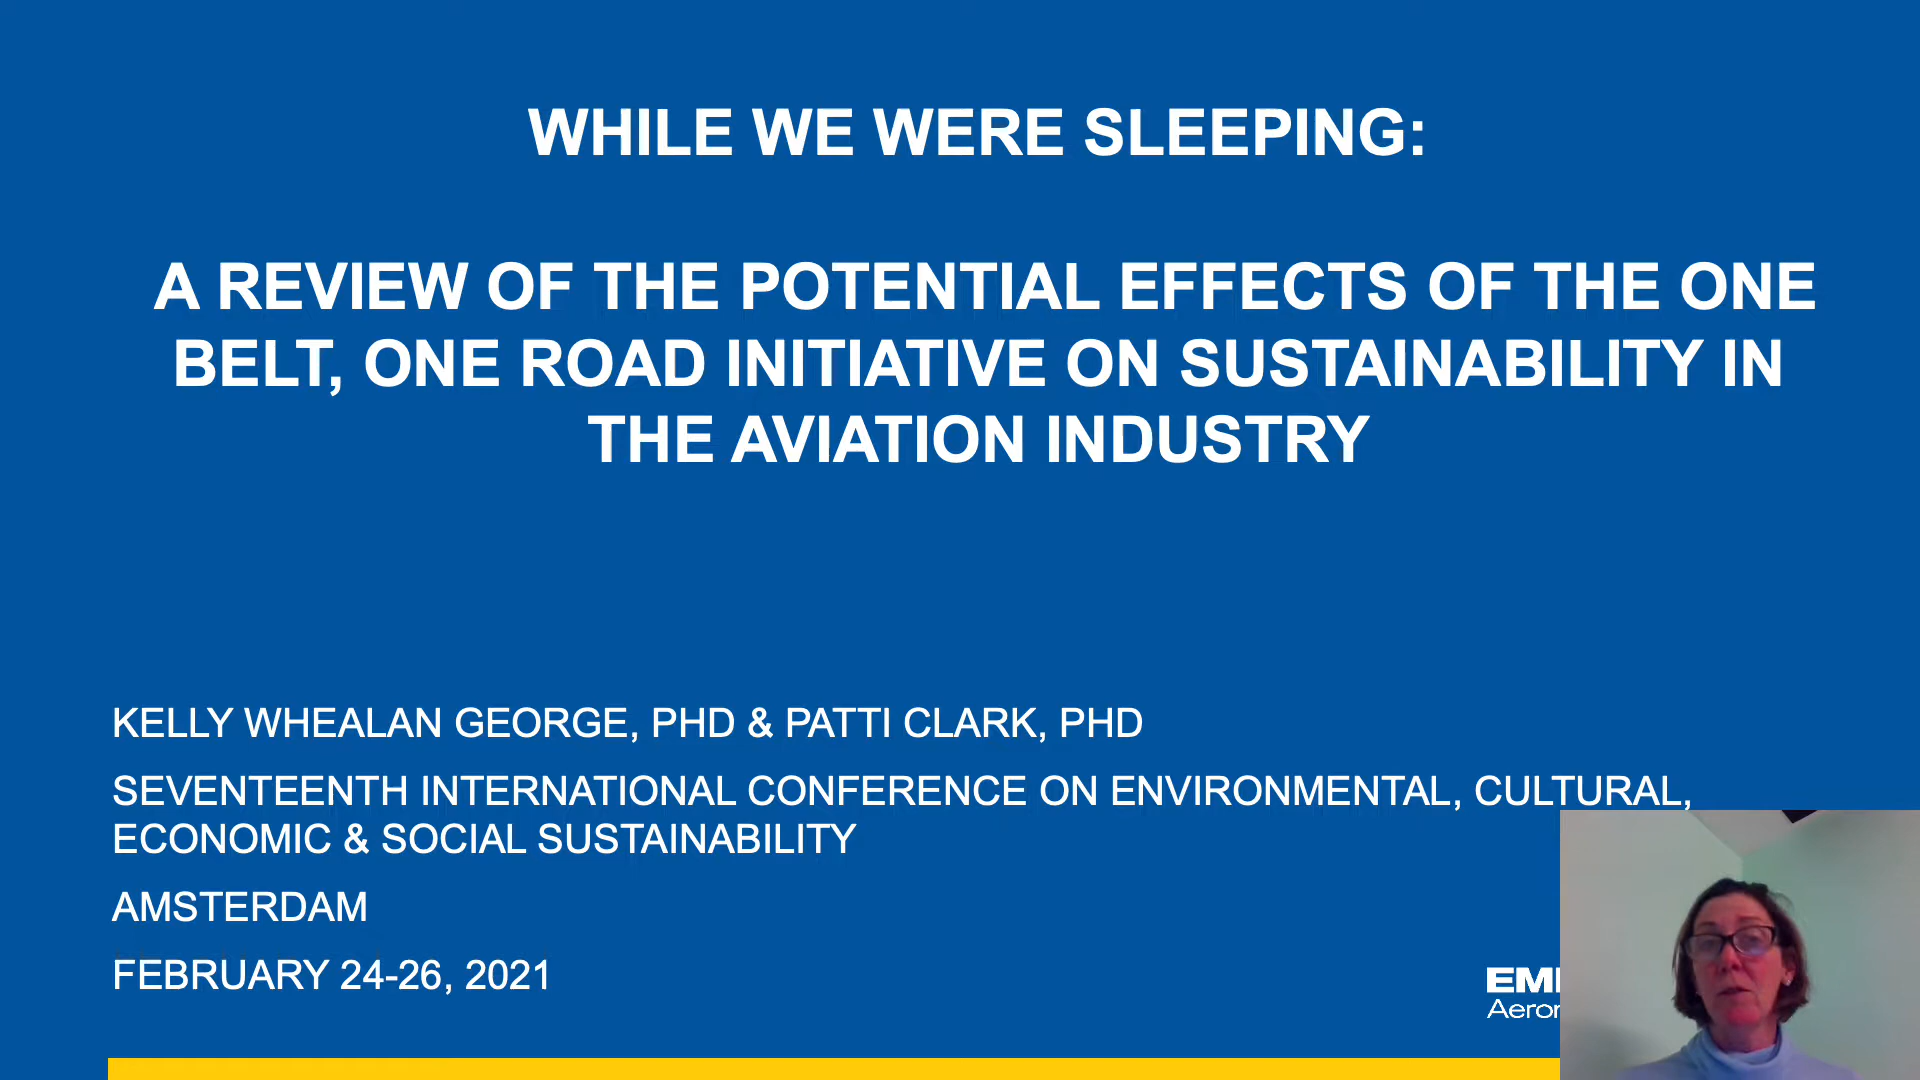 WHILE WE WERE SLEEPING:
A REVIEW OF THE POTENTIAL EFFECTS OF THE ONE
BELT, ONE ROAD INITIATIVE ON SUSTAINABILITY IN
THE AVIATION INDUSTRY
KELLY WHEALAN GEORGE, PHD & PATTI CLARK, PHD
SEVENTEENTH INTERNATIONAL CONFERENCE ON ENVIRONMENTAL, CULTURAL,
ECONOMIC & SOCIAL SUSTAINABILITY
AMSTERDAM
FEBRUARY 24-26, 2021